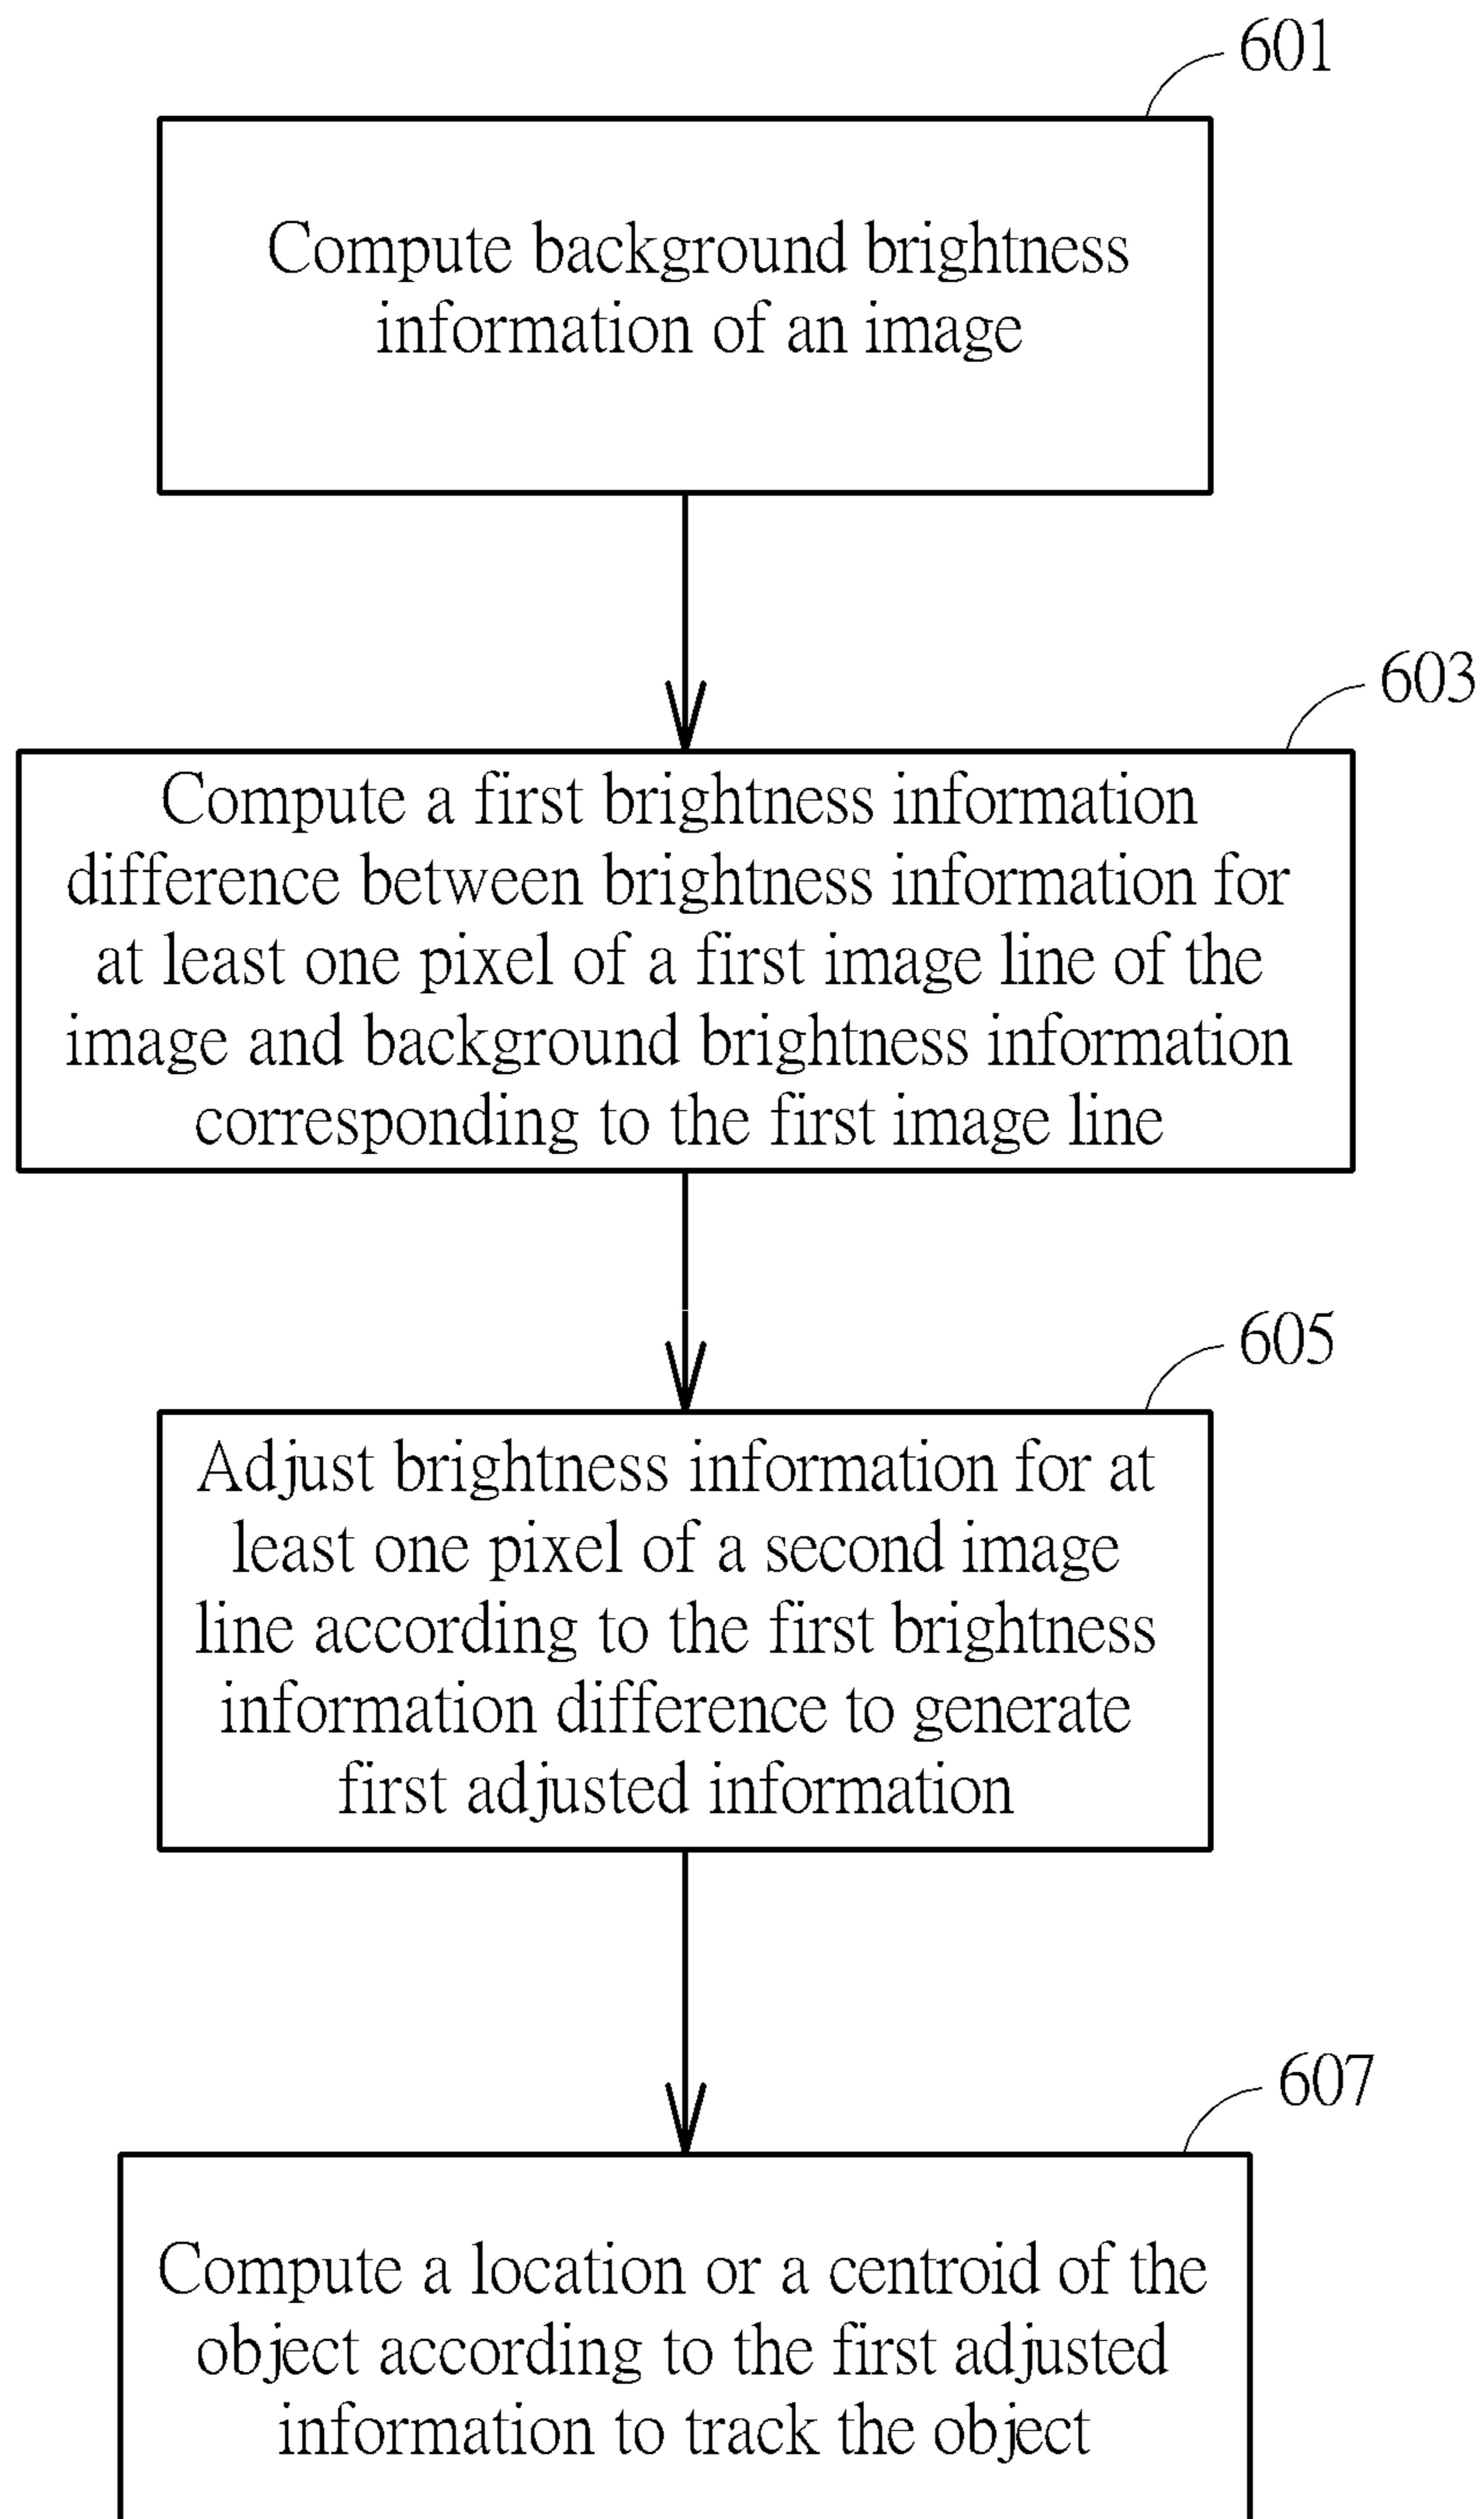 601
Compute background brightness
information of an image
603
Compute a first brightness information
difference between brightness information for
at least one pixel of a first image line of the
image and background brightness information
corresponding to the first image line
605
Adjust brightness information for at
least one pixel of a second image
line according to the first brightness
information difference to generate
first adjusted information
607
Compute a location or a centroid of the
object according to the first adjusted
information to track the object